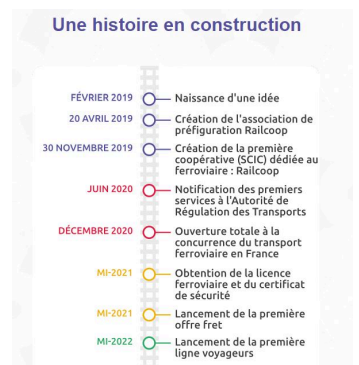 Une histoire en construction
FÉVRIER 2019 Naissance d'une idée
20 AVRIL 2019 Création de l'association de
préfiguration Railcoop
30 NOVEMBRE 2019 Création de la première
coopérative (SCIC) dédiée au
ferroviaire : Railcoop
JUIN 2020 Notification des premiers
services à l'Autorité de
Régulation des Transports
DÉCEMBRE 2020 Ouverture totale à la
concurrence du transport
ferroviaire en France
MI-2021 Obtention de la licence
ferroviaire et du certificat
de sécurité
MI-2021 Lancement de la première
offre fret
MI-2022 Lancement de la première
ligne voyageurs